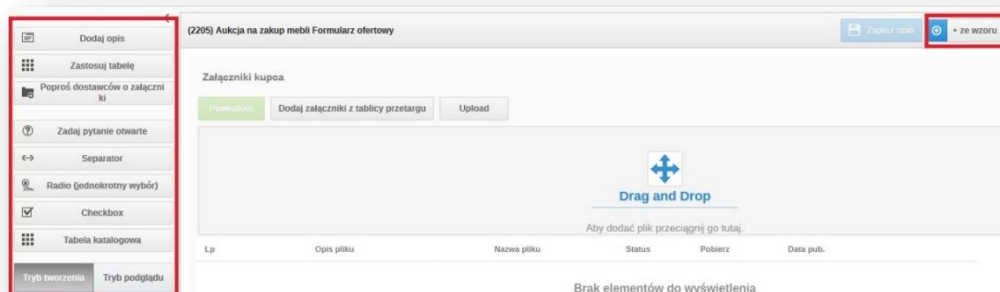 (2205) Aukcja na zakup mebli Formularz ofertowy
Zapisz stan
+ ze wzoru
Dodaj opis
Zastosuj tabelę
Poproś dostawców o załączni
ki
Zadaj pytanie otwarte
Separator
Radio (jednokrotny wybór)
Checkbox
Tabela katalogowa
Tryb tworzenia
Tryb podglądu
Załączniki kupca
Powiadom
Dodaj załączniki z tablicy przetargu
Upload
Drag and Drop
Aby dodać plik przeciągnij go tutaj.
Lp Opis pliku Nazwa pliku Status Pobierz Data pub.
Brak elementów do wyświetlenia